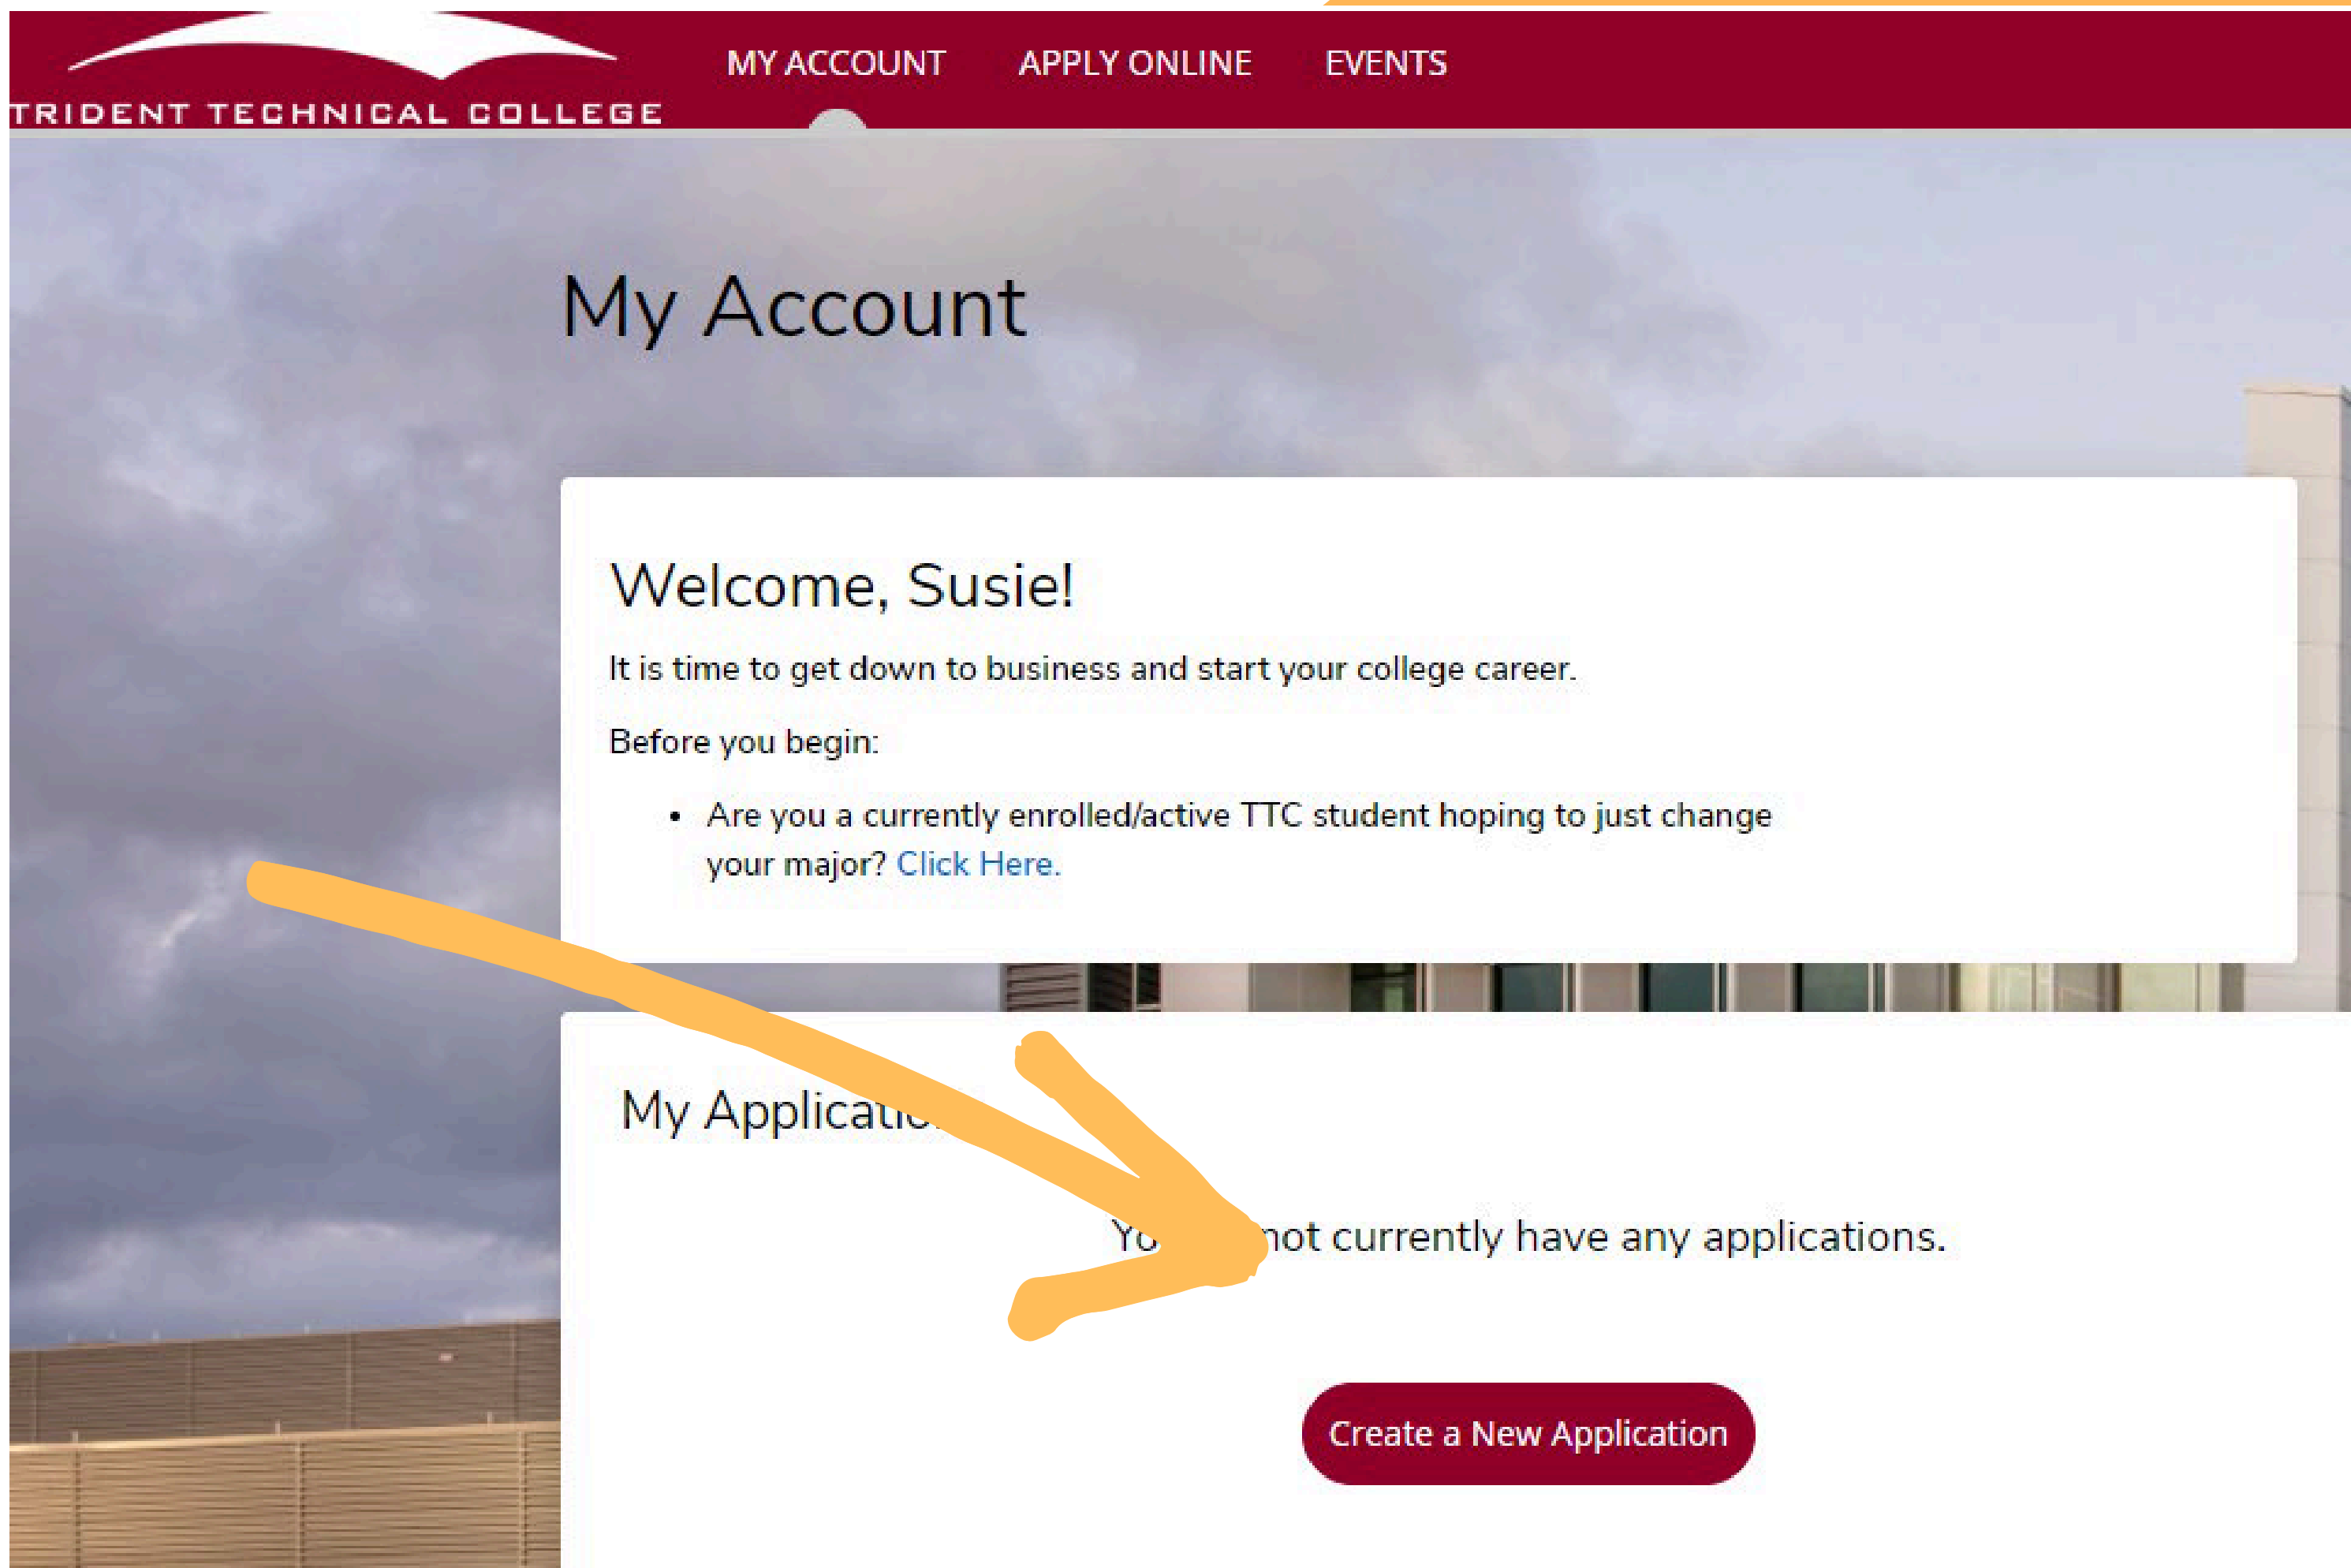 TRIDENT TECHNICAL COLLEGE
MY ACCOUNT APPLY ONLINE EVENTS
My Account
Welcome, Susie!
It is time to get down to business and start your college career.
Before you begin:
• Are you a currently enrolled/active TTC student hoping to just change
your major? Click Here.
My
not currently have any applications.
Create a New Application